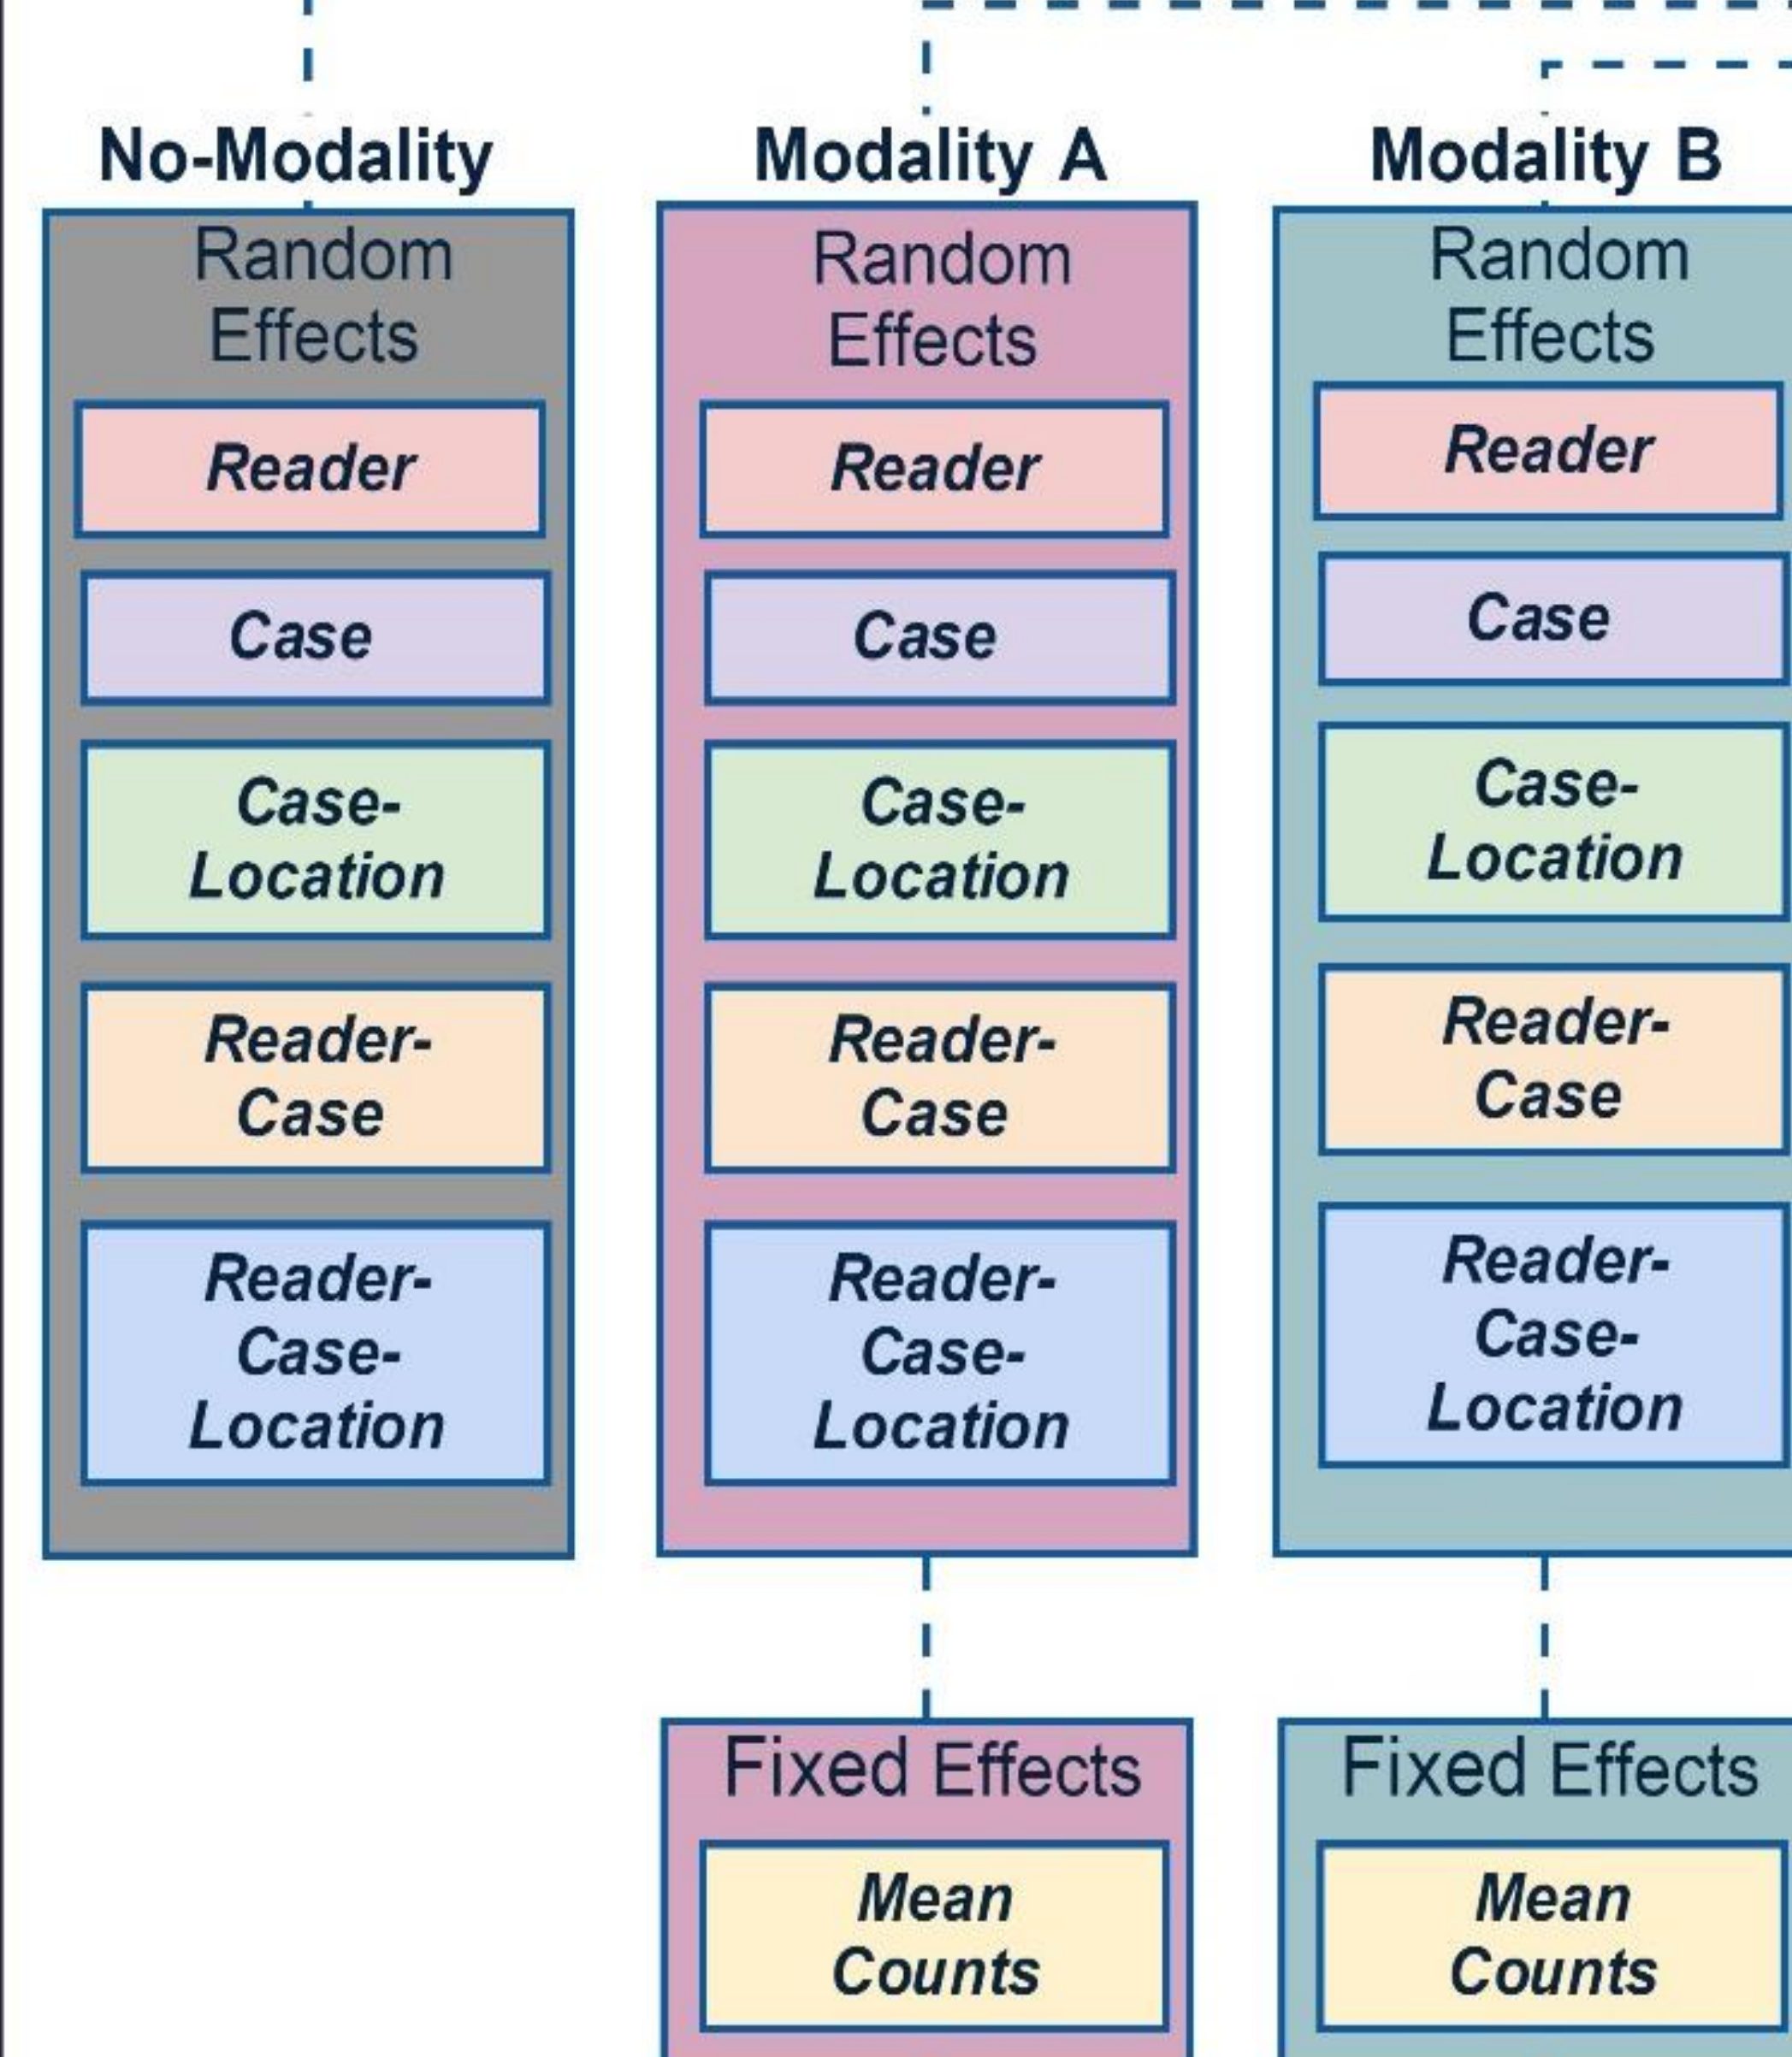 No-Modality
Random
Effects
Reader
Case
Case-
Location
Reader-
Case
Reader-
Case-
Location
Modality A
Random
Effects
Reader
Case
Case-
Location
Reader-
Case
Reader-
Case-
Location
Fixed Effects
Mean
Counts
Modality B
Random
Effects
Reader
Case
Case-
Location
Reader-
Case
Reader-
Case-
Location
Fixed Effects
Mean
Counts